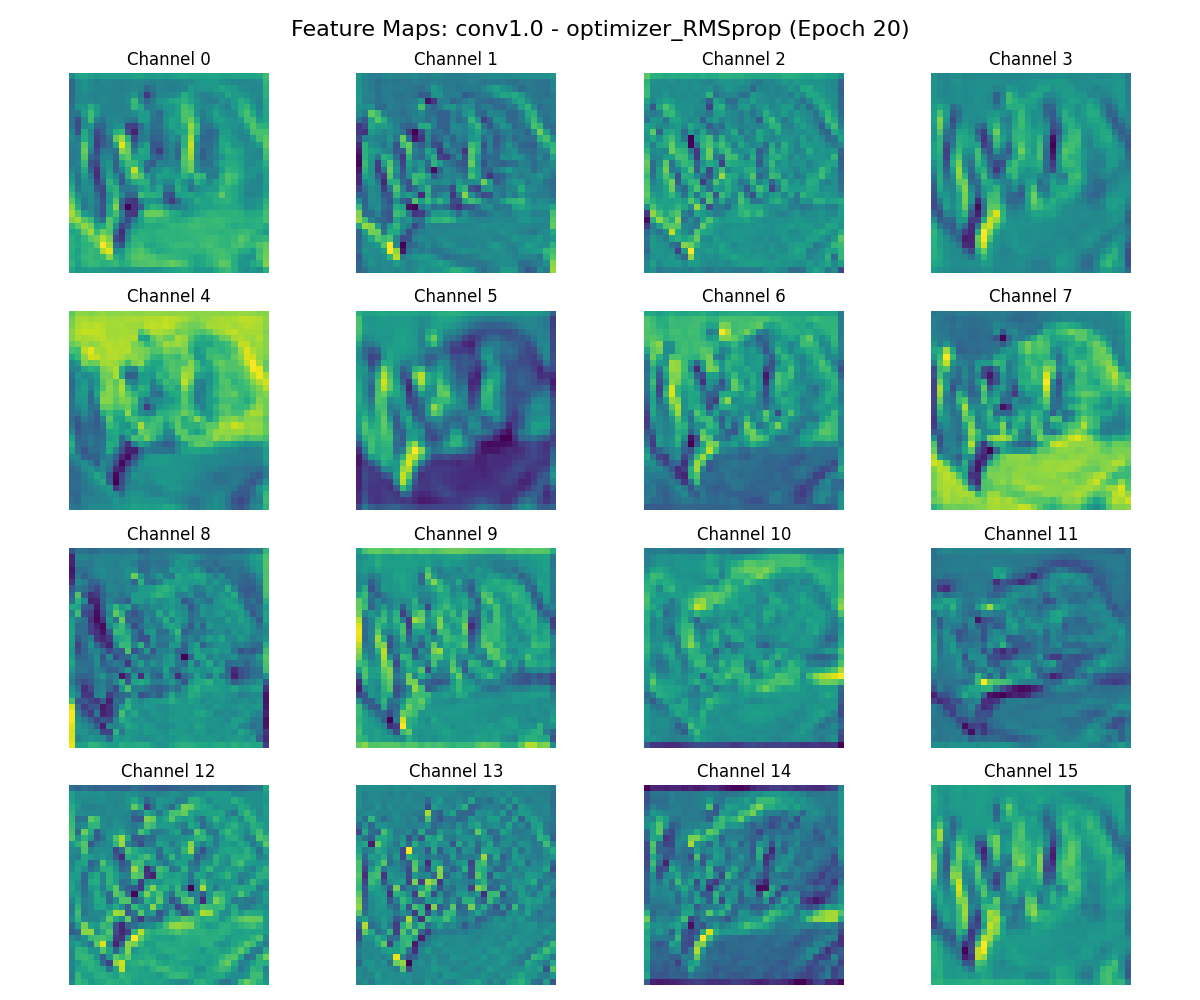 Feature Maps: conv1.0 - optimizer_RMSprop (Epoch 20)
Channel 0
Channel 1
Channel 2
Channel 3
Channel 4
Channel 5
Channel 6
Channel 7
Channel 8
Channel 9
Channel 10
Channel 11
Channel 12
Channel 13
Channel 14
Channel 15